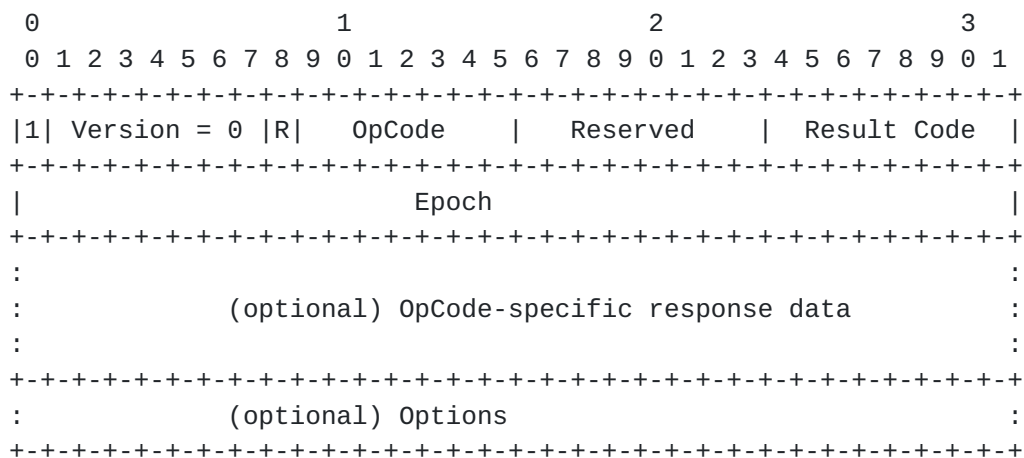 0                   1                   2                   3
 0 1 2 3 4 5 6 7 8 9 0 1 2 3 4 5 6 7 8 9 0 1 2 3 4 5 6 7 8 9 0 1
+-+-+-+-+-+-+-+-+-+-+-+-+-+-+-+-+-+-+-+-+-+-+-+-+-+-+-+-+-+-+-+-+
|1| Version = 0 |R|   OpCode    |   Reserved    |  Result Code  |
+-+-+-+-+-+-+-+-+-+-+-+-+-+-+-+-+-+-+-+-+-+-+-+-+-+-+-+-+-+-+-+-+
|                         Epoch                                 |
+-+-+-+-+-+-+-+-+-+-+-+-+-+-+-+-+-+-+-+-+-+-+-+-+-+-+-+-+-+-+-+-+
:                                                               :
:             (optional) OpCode-specific response data          :
:                                                               :
+-+-+-+-+-+-+-+-+-+-+-+-+-+-+-+-+-+-+-+-+-+-+-+-+-+-+-+-+-+-+-+-+
:             (optional) Options                                :
+-+-+-+-+-+-+-+-+-+-+-+-+-+-+-+-+-+-+-+-+-+-+-+-+-+-+-+-+-+-+-+-+